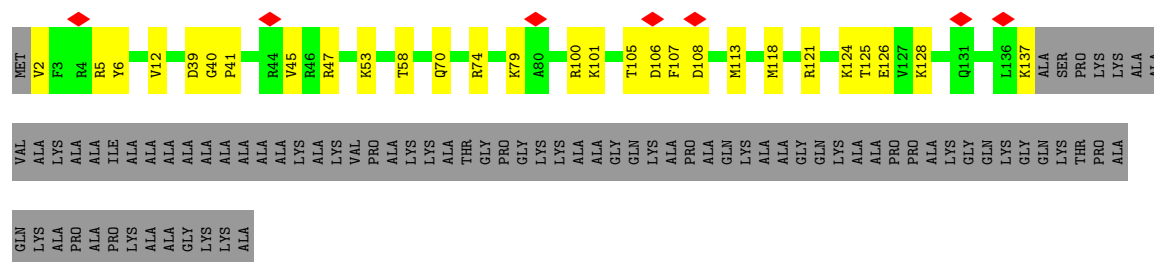 MET V2 F3 R4 R5 Y6 V12 D39 G40 P41 R44 V45 R46 R47 K53 T58 Q70 R74 K79 A80 R100 K101 T105 D106 F107 D108 M113 M118 R121 K124 T125 E126 V127 K128 Q131 L136 K137 ALA SER PRO LYS LYS ALA ALA
VAL ALA LYS ALA ALA ILE ALA ALA ALA ALA ALA ALA ALA ALA LYS ALA LYS VAL PRO ALA LYS LYS ALA THR GLY PRO GLY LYS LYS ALA ALA GLY GLN LYS ALA PRO ALA GLN LYS ALA ALA GLY GLN LYS ALA ALA PRO PRO ALA LYS GLY GLN LYS GLY GLN LYS THR PRO ALA
GLN LYS ALA PRO ALA PRO LYS ALA ALA GLY LYS LYS ALA